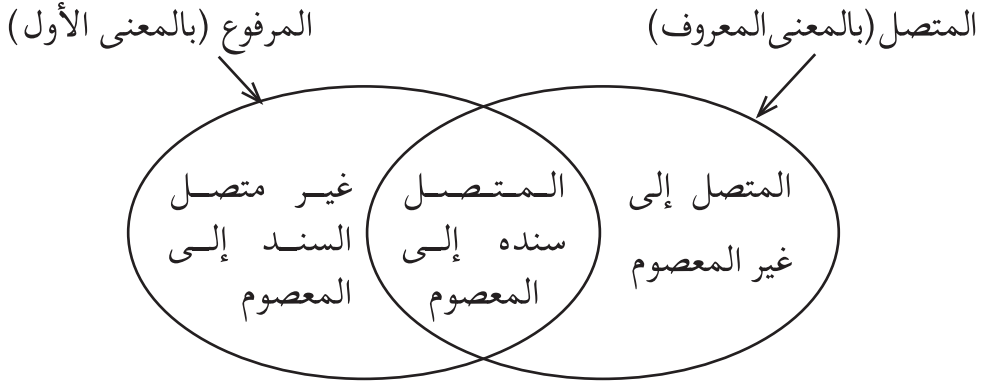 المتصل (بالمعنى المعروف)
المرفوع (بالمعنى الأول)
المتصل إلى
غير المعصوم
المتصل
سنده إلى
المعصوم
غير متصل
السند إلى
المعصوم